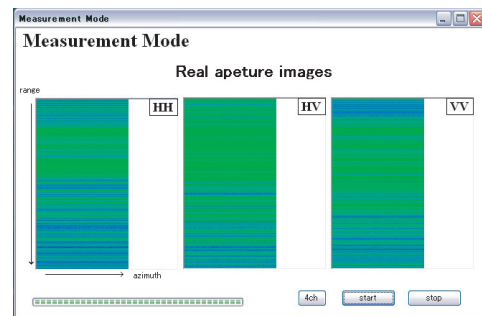 Measurement Mode
Measurement Mode
Real apeture images
range
HH
HV
VV
azimuth
4ch
start
stop